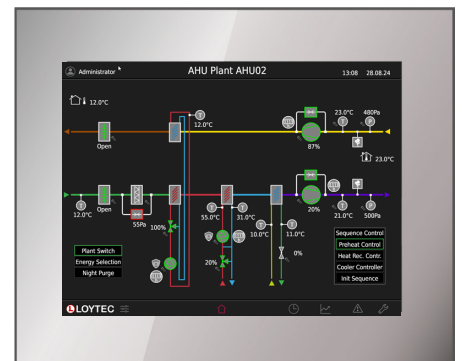 Administrator
AHU Plant AHU02
13:08 28.08.24
12.0°C
12.0°C
23.0°C
480Pa
Open
87%
23.0°C
Open
12.0°C
55Pa
55.0°C
31.0°C
20%
21.0°C
500Pa
100%
10.0°C
11.0°C
20%
0%
Plant Switch
Energy Selection
Night Purge
Sequence Control
Preheat Control
Heat Rec. Contr.
Cooler Controller
Init Sequence
LOYTEC